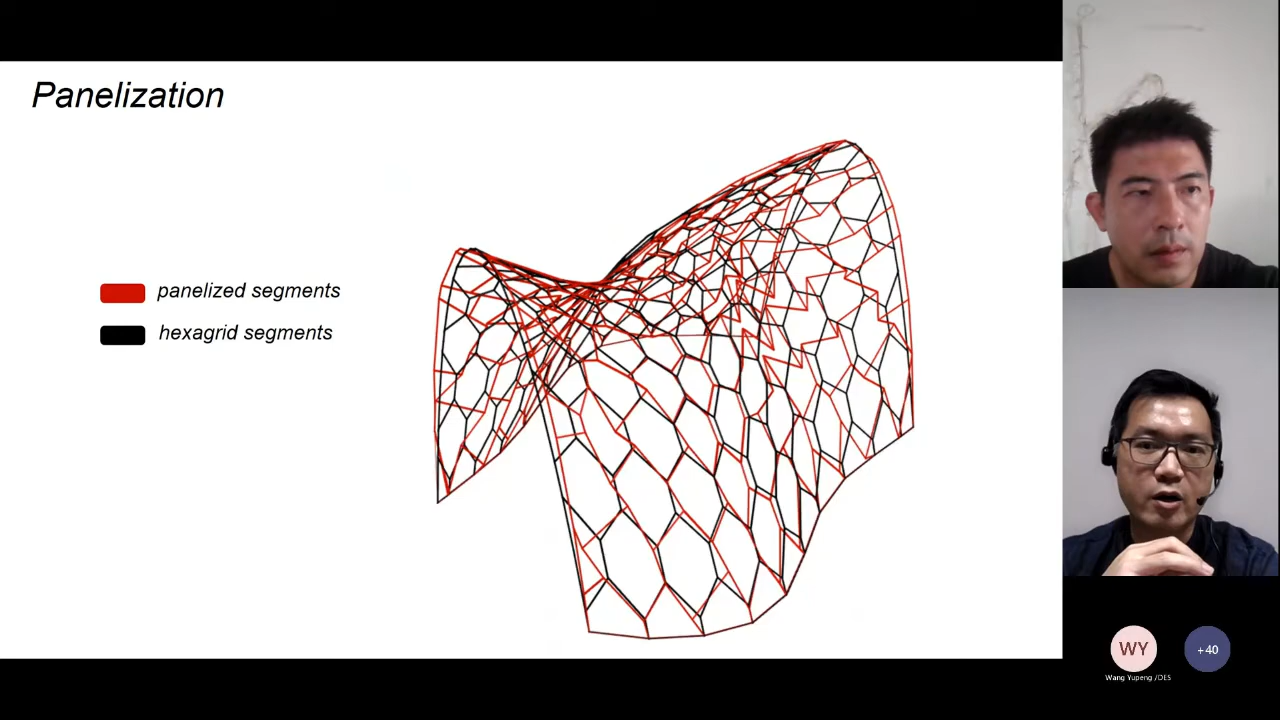 Panelization
panelized segments
hexagrid segments
WY
+40
Wang Yupeng /DES